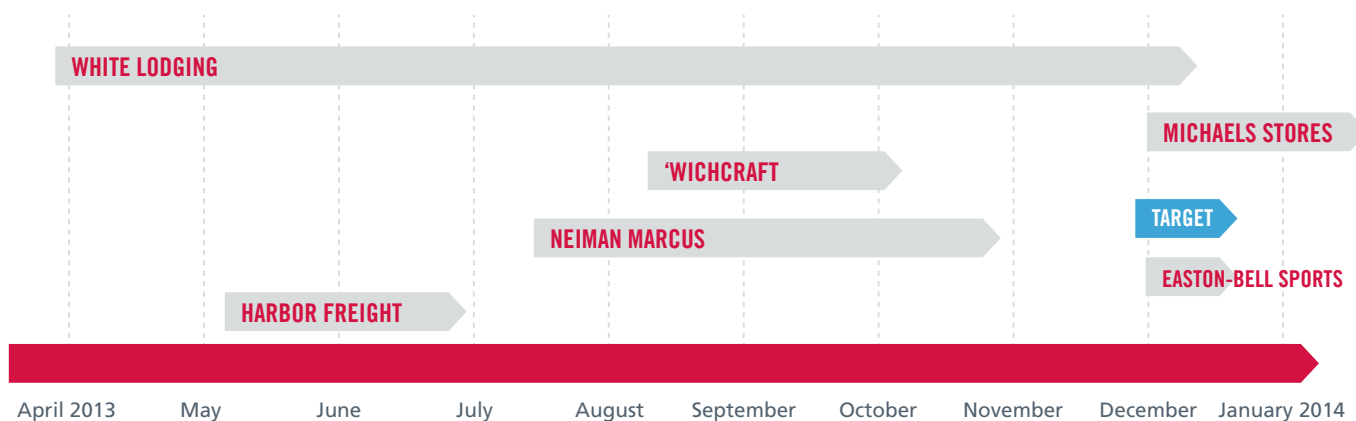 WHITE LODGING
MICHAELS STORES
‘WICHCRAFT
TARGET
NEIMAN MARCUS
EASTON-BELL SPORTS
HARBOR FREIGHT
April 2013 May June July August September October November December January 2014